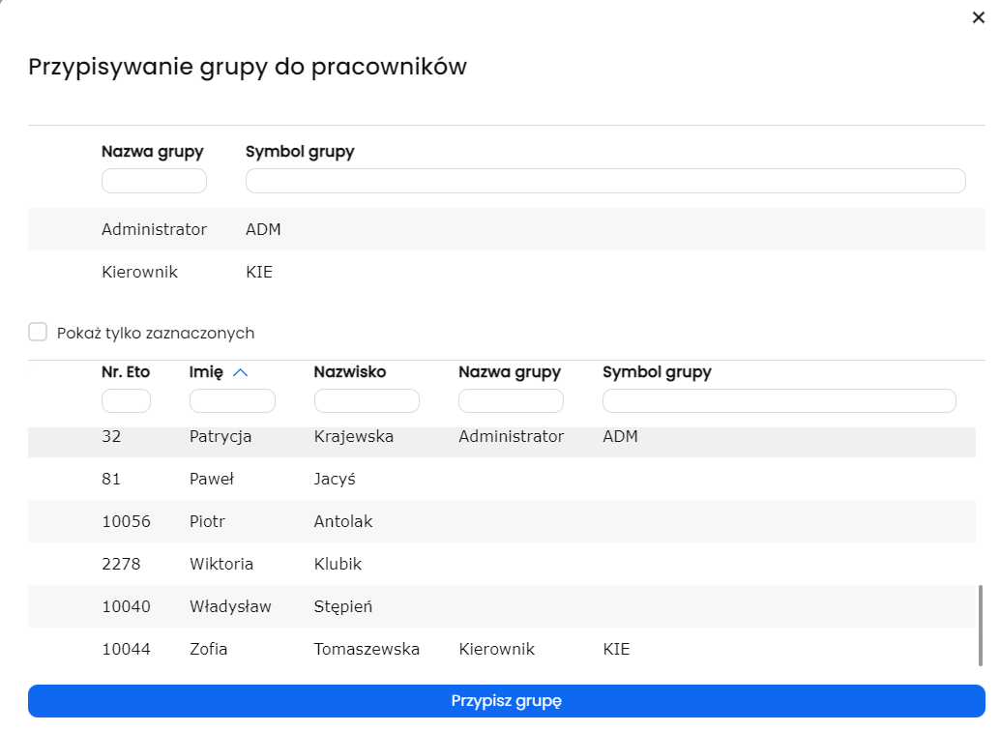 Przypisywanie grupy do pracowników
Nazwa grupy Symbol grupy
Administrator ADM
Kierownik KIE
Pokaż tylko zaznaczonych
Nr. Eto Imię Nazwisko Nazwa grupy Symbol grupy
32 Patrycja Krajewska Administrator ADM
81 Paweł Jacyś
10056 Piotr Antolak
2278 Wiktoria Klubik
10040 Władysław Stępień
10044 Zofia Tomaszewska Kierownik KIE
Przypisz grupę